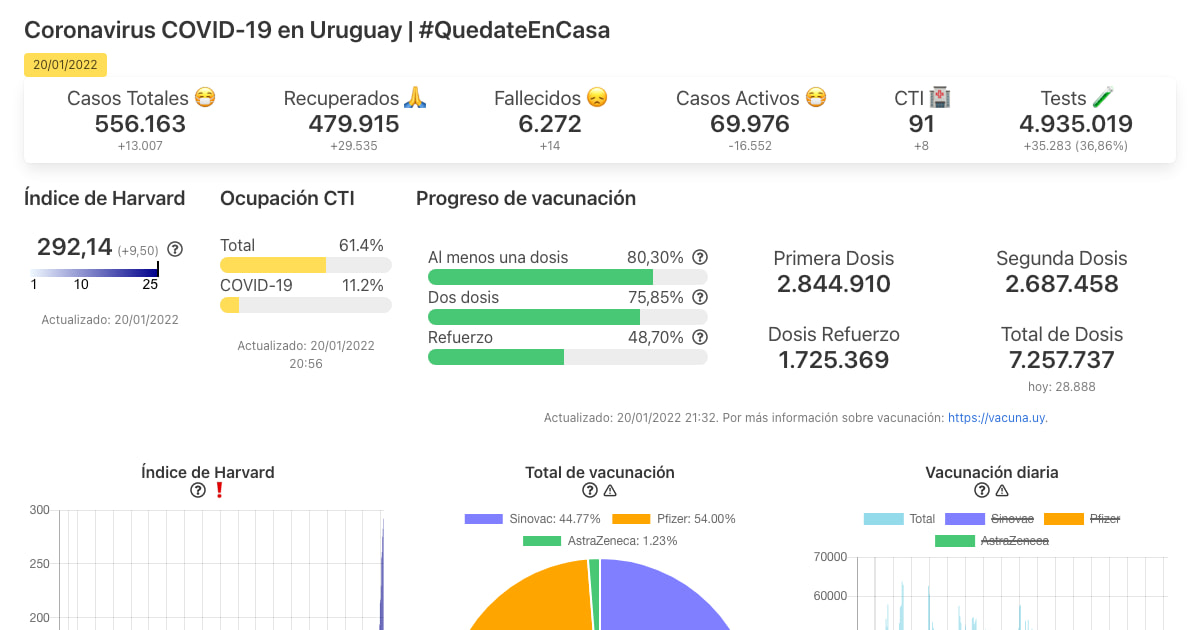 Coronavirus COVID-19 en Uruguay | #QuedateEnCasa
20/01/2022
Casos Totales 😷 Recuperados 🙏 Fallecidos 😞 Casos Activos 😷 CTI 🏥 Tests 🧪
556.163 479.915 6.272 69.976 91 4.935.019
+13.007 +29.535 +14 -16.552 +8 +35.283 (36,86%)
Índice de Harvard Ocupación CTI Progreso de vacunación
292,14 (+9,50)
1 10 25
Actualizado: 20/01/2022
Total 61.4%
COVID-19 11.2%
Actualizado: 20/01/2022
20:56
Al menos una dosis 80,30%
Dos dosis 75,85%
Refuerzo 48,70%
Primera Dosis Segunda Dosis
2.844.910 2.687.458
Dosis Refuerzo Total de Dosis
1.725.369 7.257.737
hoy: 28.888
Actualizado: 20/01/2022 21:32. Por más información sobre vacunación: https://vacuna.uy.
Índice de Harvard
❗
300
250
200
Total de vacunación
Sinovac: 44.77% Pfizer: 54.00%
AstraZeneca: 1.23%
Vacunación diaria
Total Sinovac Pfizer
AstraZeneca
70000
60000